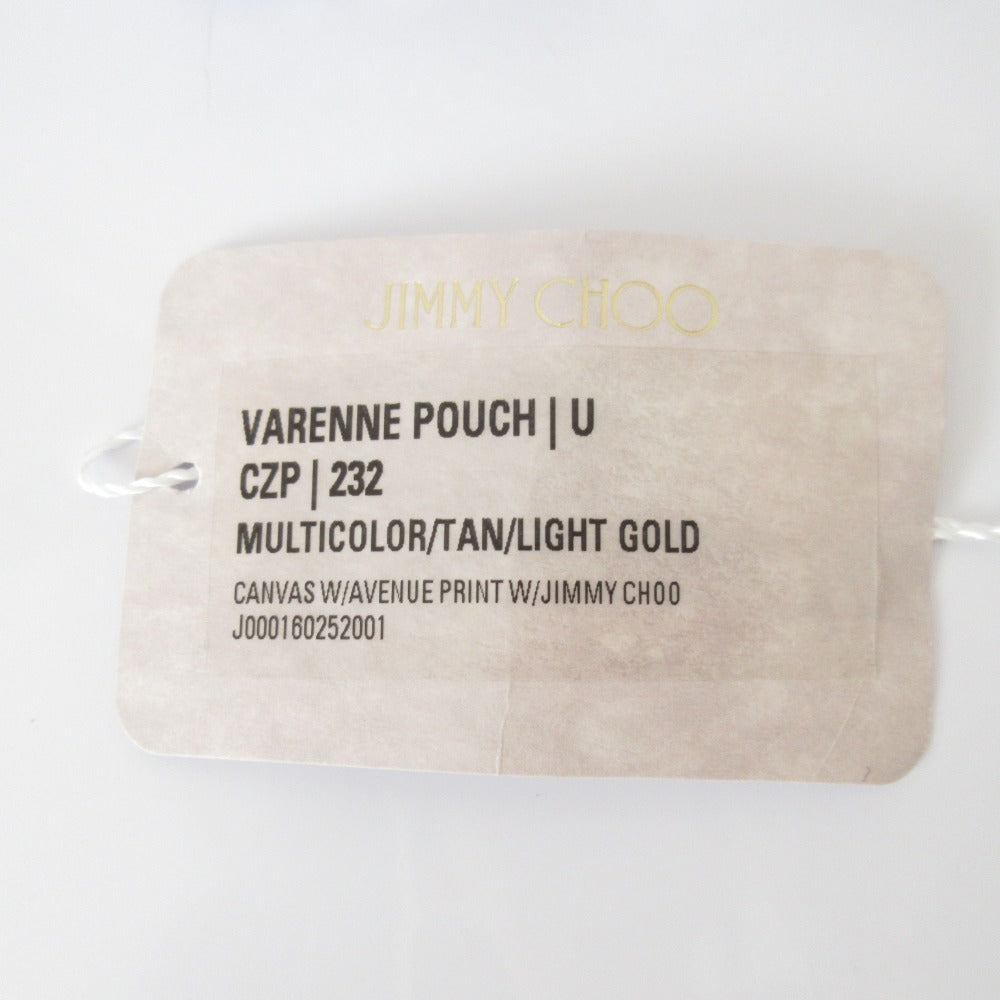 JIMMY CHOO
VARENNE POUCH | U
CZP | 232
MULTICOLOR/TAN/LIGHT GOLD
CANVAS W/AVENUE PRINT W/JIMMY CHOO
J000160252001